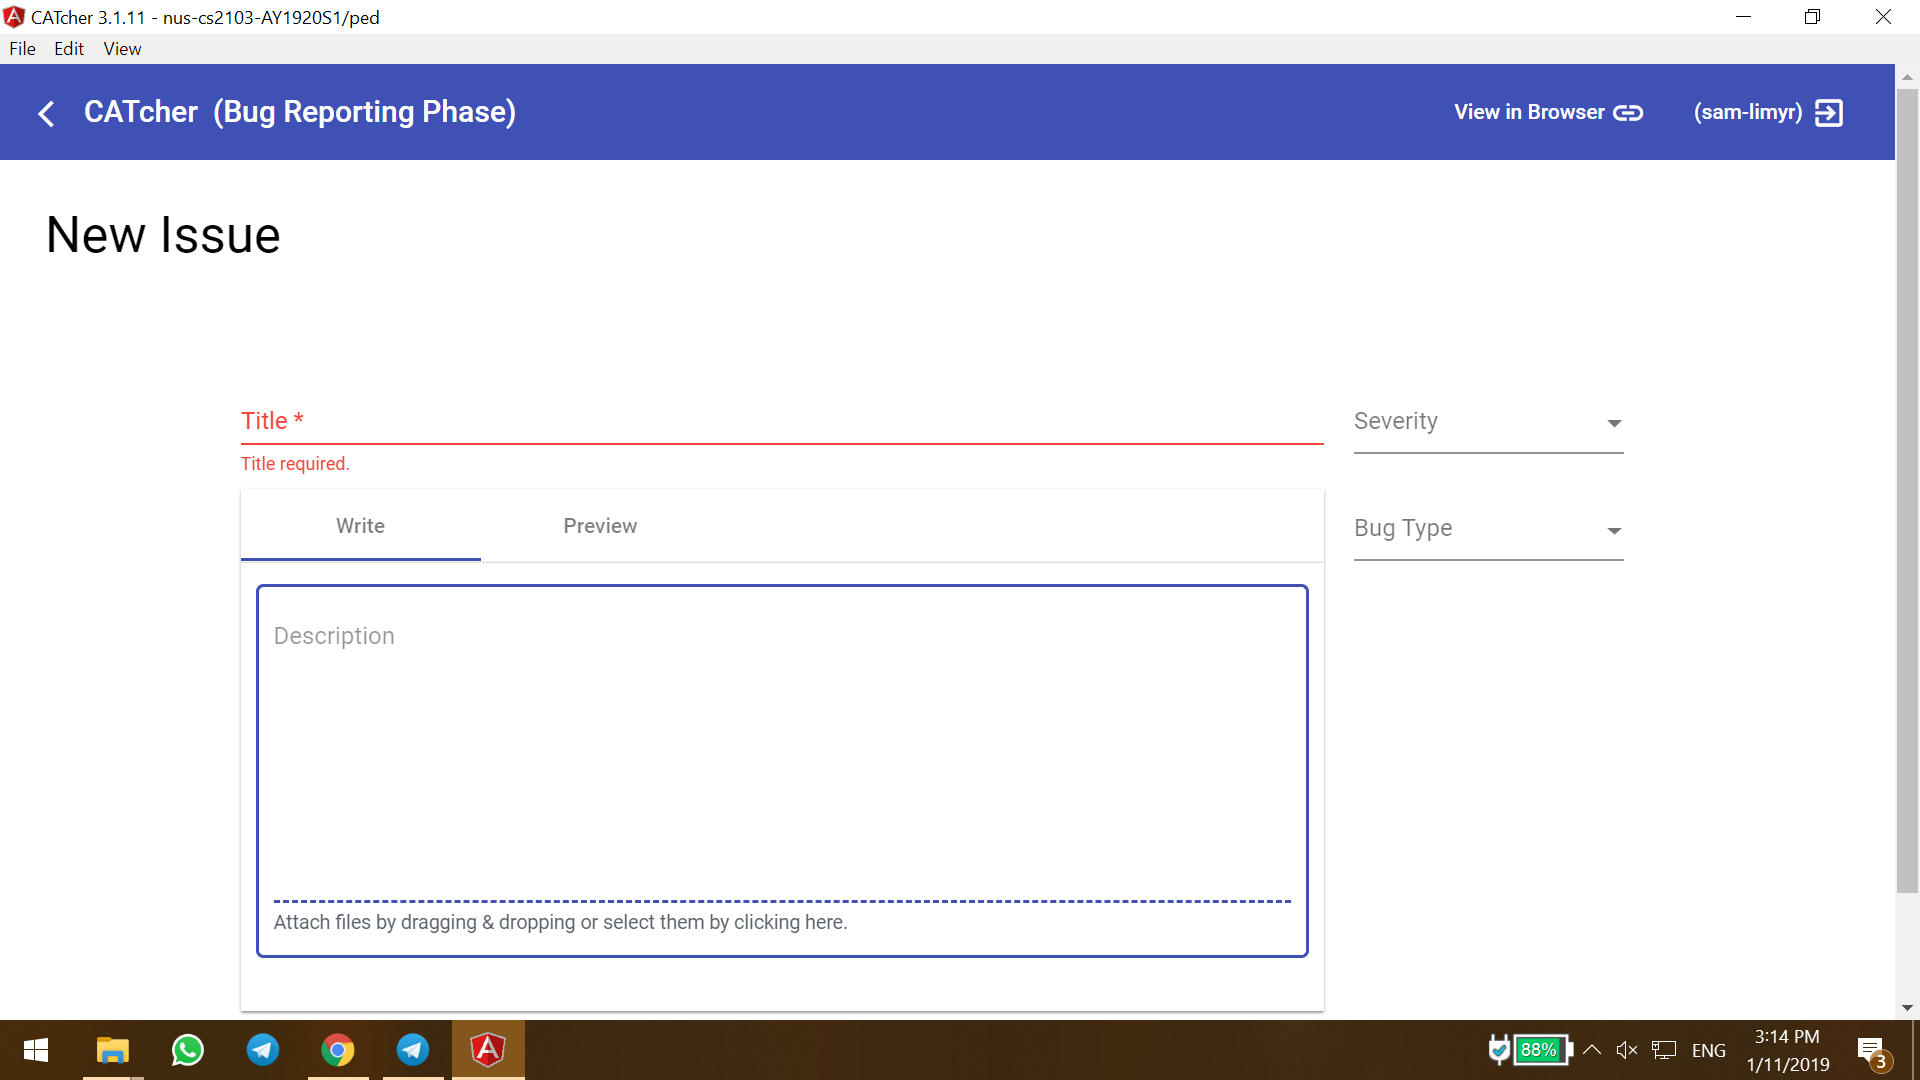 CATcher 3.1.11 - nus-cs2103-AY1920S1/ped
File Edit View
CATcher (Bug Reporting Phase)
View in Browser
(sam-limyr)
New Issue
Title *
Title required.
Severity
Bug Type
Write
Preview
Description
Attach files by dragging & dropping or select them by clicking here.
88%
ENG
3:14 PM
1/11/2019
3